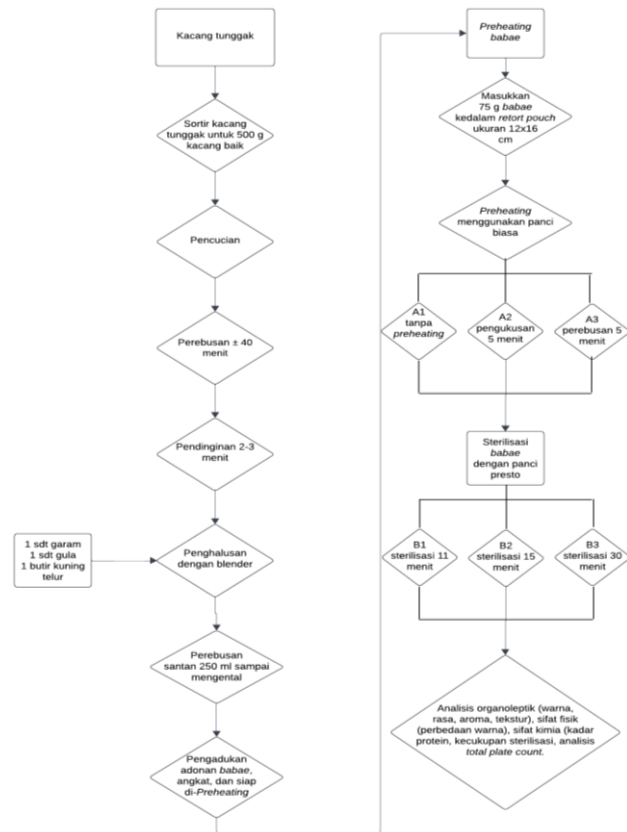 Kacang tunggak
Sortir kacang
tunggak untuk 500 g
kacang baik
Pencucian
Perebusan ± 40
menit
Pendinginan 2-3
menit
1 sdt garam
1 sdt gula
1 butir kuning
telur
Penghalusan
dengan blender
Perebusan
santan 250 ml sampai
mengental
Pengadukan
adonan babae,
angkat, dan siap
di-Preheating
Preheating
babae
Masukkan
75 g babae
kedalam retort pouch
ukuran 12x16
cm
Preheating
menggunakan panci
biasa
A1
tanpa
preheating
A2
pengukusan
5 menit
A3
perebusan 5
menit
Sterilisasi
babae
dengan panci
presto
B1
sterilisasi 11
menit
B2
sterilisasi 15
menit
B3
sterilisasi 30
menit
Analisis organoleptik (warna,
rasa, aroma, tekstur), sifat fisik
(perbedaan warna), sifat kimia (kadar
protein, kecukupan sterilisasi, analisis
total plate count.